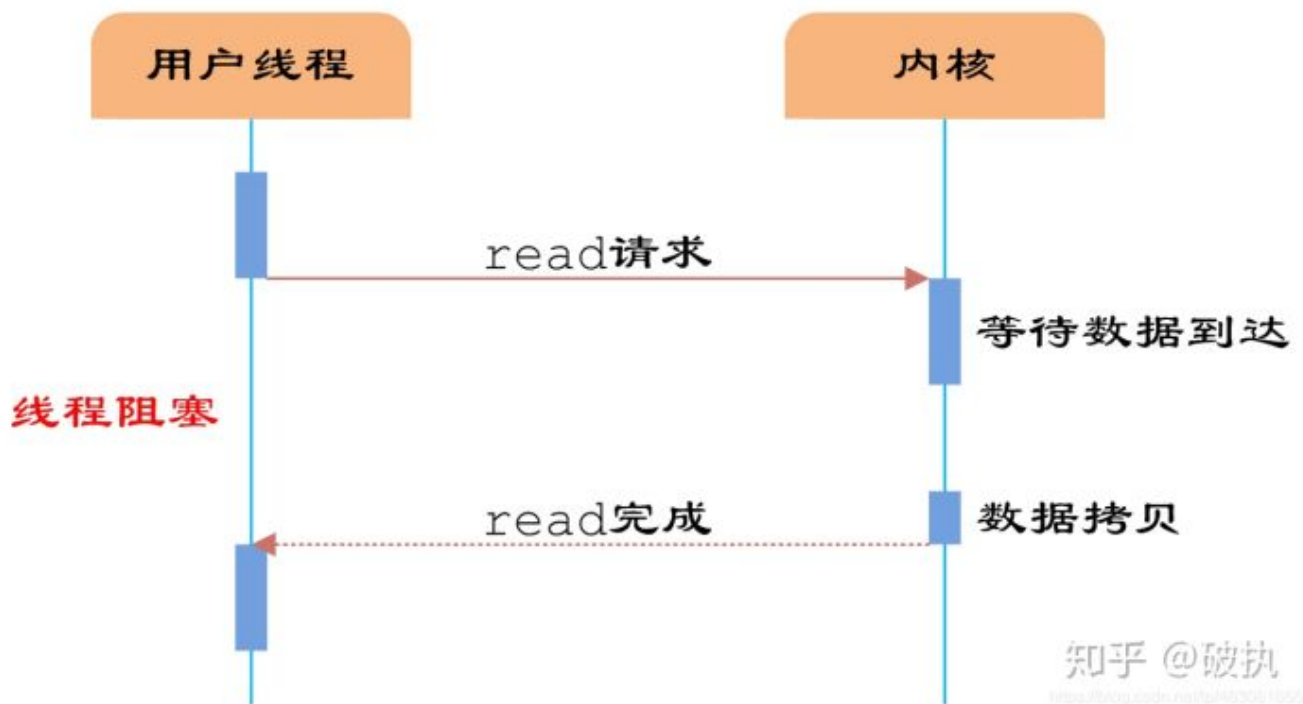 用户线程
内核
read请求
等待数据到达
线程阻塞
read完成
数据拷贝
知乎 @破执